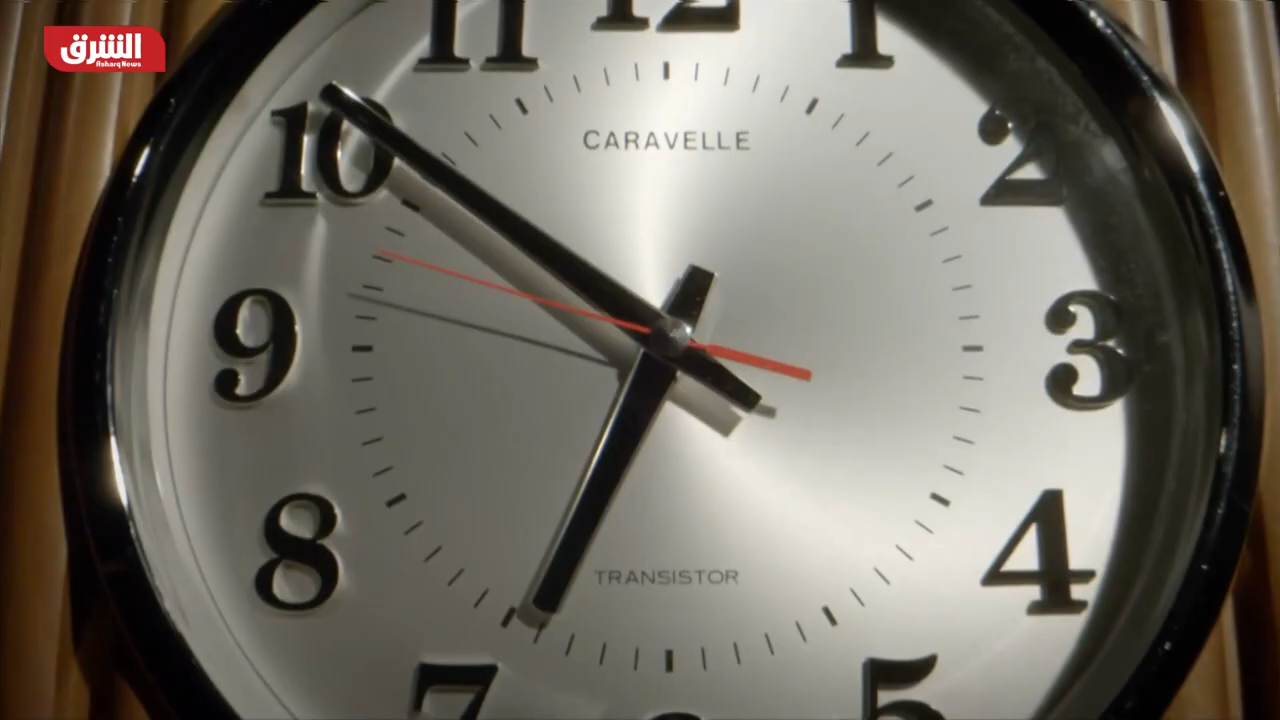 الشرق
Asharq News
11 12 1
10 2
CARAVELLE
9 3
8 4
TRANSISTOR
7 5